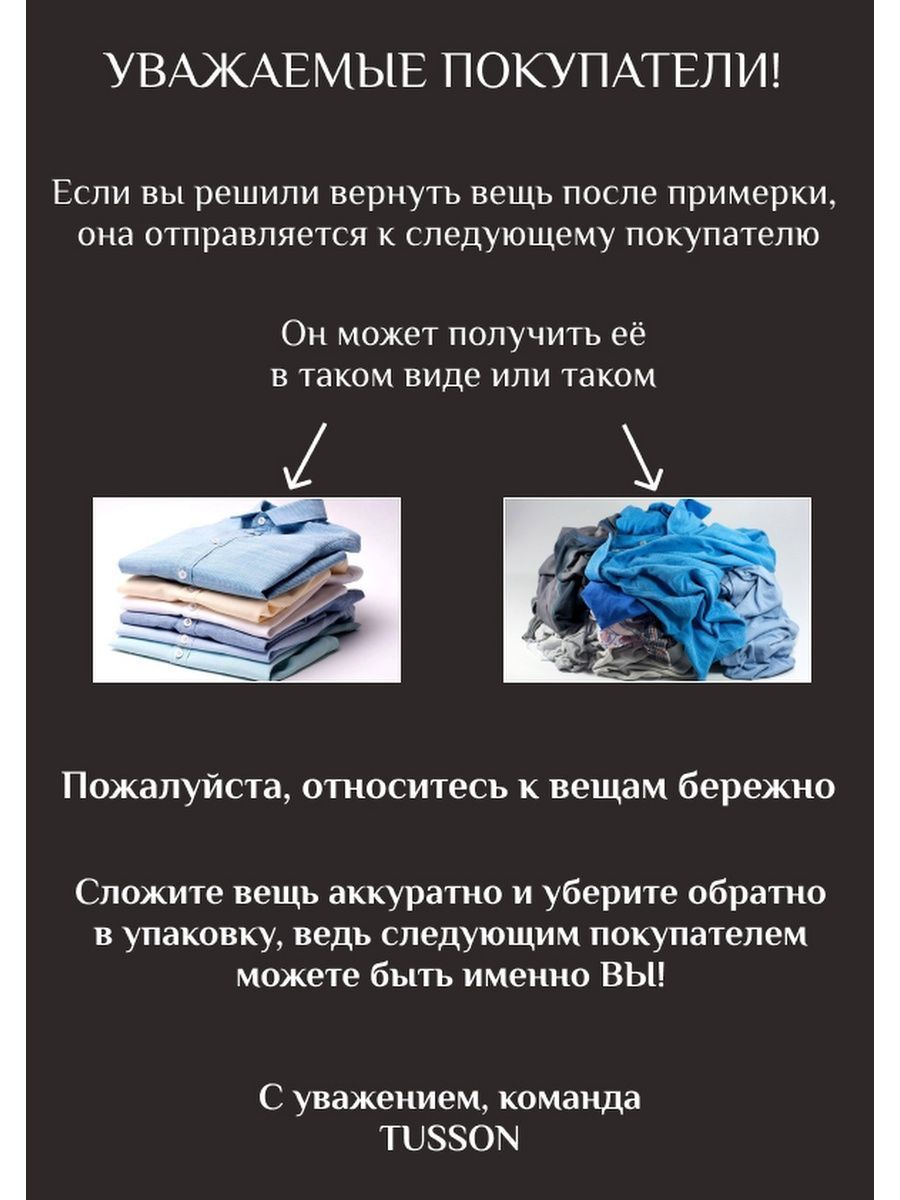 УВАЖАЕМЫЕ ПОКУПАТЕЛИ!
Если вы решили вернуть вещь после примерки,
она отправляется к следующему покупателю
Он может получить её
в таком виде или таком
Пожалуйста, относитесь к вещам бережно
Сложите вещь аккуратно и уберите обратно
в упаковку, ведь следующим покупателем
можете быть именно ВЫ!
С уважением, команда
TUSSON